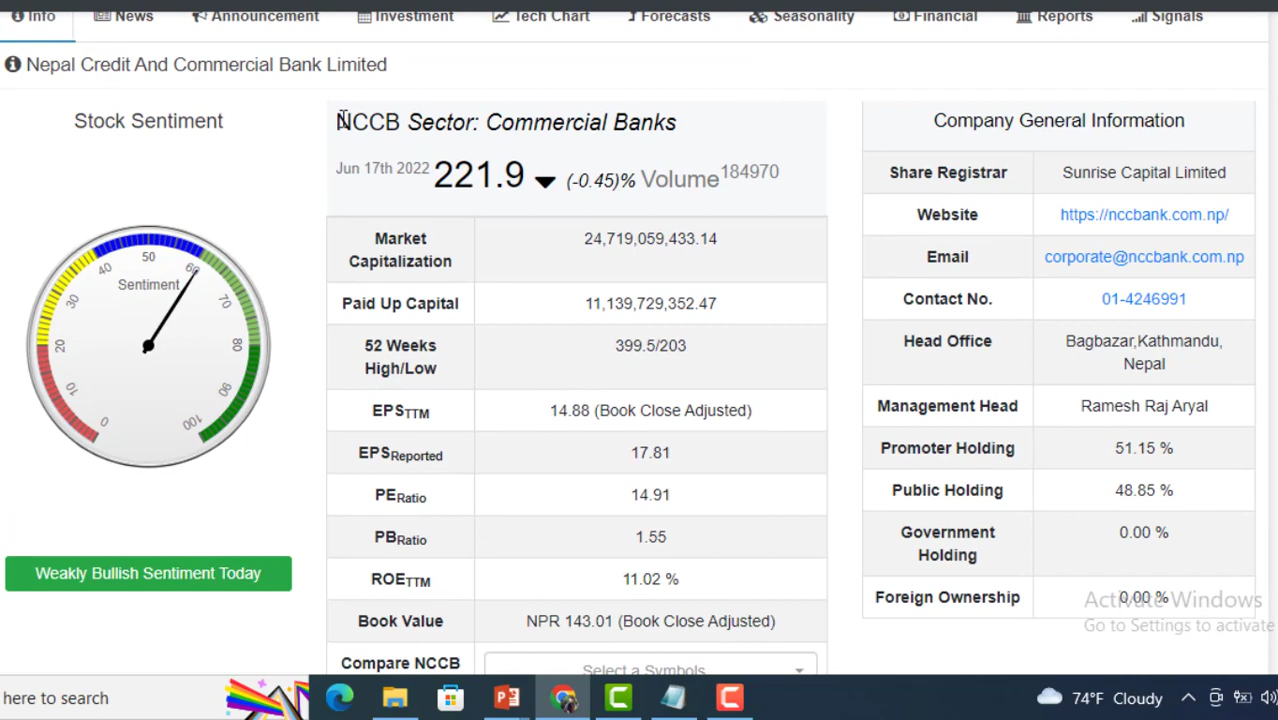 Info News Announcement Investment Tech Chart Forecasts Seasonality Financial Reports Signals
Nepal Credit And Commercial Bank Limited
Stock Sentiment
0
10
20
30
40
50
60
70
80
90
100
Sentiment
Weakly Bullish Sentiment Today
NCCB Sector: Commercial Banks
Jun 17th 2022 221.9 (-0.45)% Volume 184970
Market Capitalization 24,719,059,433.14
Paid Up Capital 11,139,729,352.47
52 Weeks High/Low 399.5/203
EPSTTM 14.88 (Book Close Adjusted)
EPSReported 17.81
PERatio 14.91
PBRatio 1.55
ROETTM 11.02 %
Book Value NPR 143.01 (Book Close Adjusted)
Compare NCCB Select a Symbols
Company General Information
Share Registrar Sunrise Capital Limited
Website https://nccbank.com.np/
Email corporate@nccbank.com.np
Contact No. 01-4246991
Head Office Bagbazar,Kathmandu,
Nepal
Management Head Ramesh Raj Aryal
Promoter Holding 51.15 %
Public Holding 48.85 %
Government Holding 0.00 %
Foreign Ownership 0.00 %
Activate Windows
Go to Settings to activate
here to search
74°F Cloudy